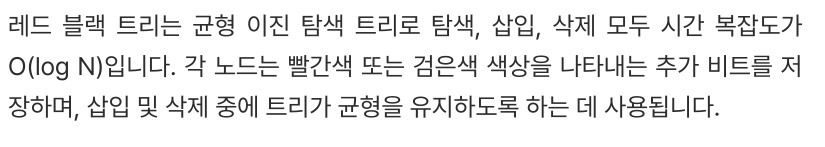 레드 블랙 트리는 균형 이진 탐색 트리로 탐색, 삽입, 삭제 모두 시간 복잡도가
O(log N)입니다. 각 노드는 빨간색 또는 검은색 색상을 나타내는 추가 비트를 저
장하며, 삽입 및 삭제 중에 트리가 균형을 유지하도록 하는 데 사용됩니다.